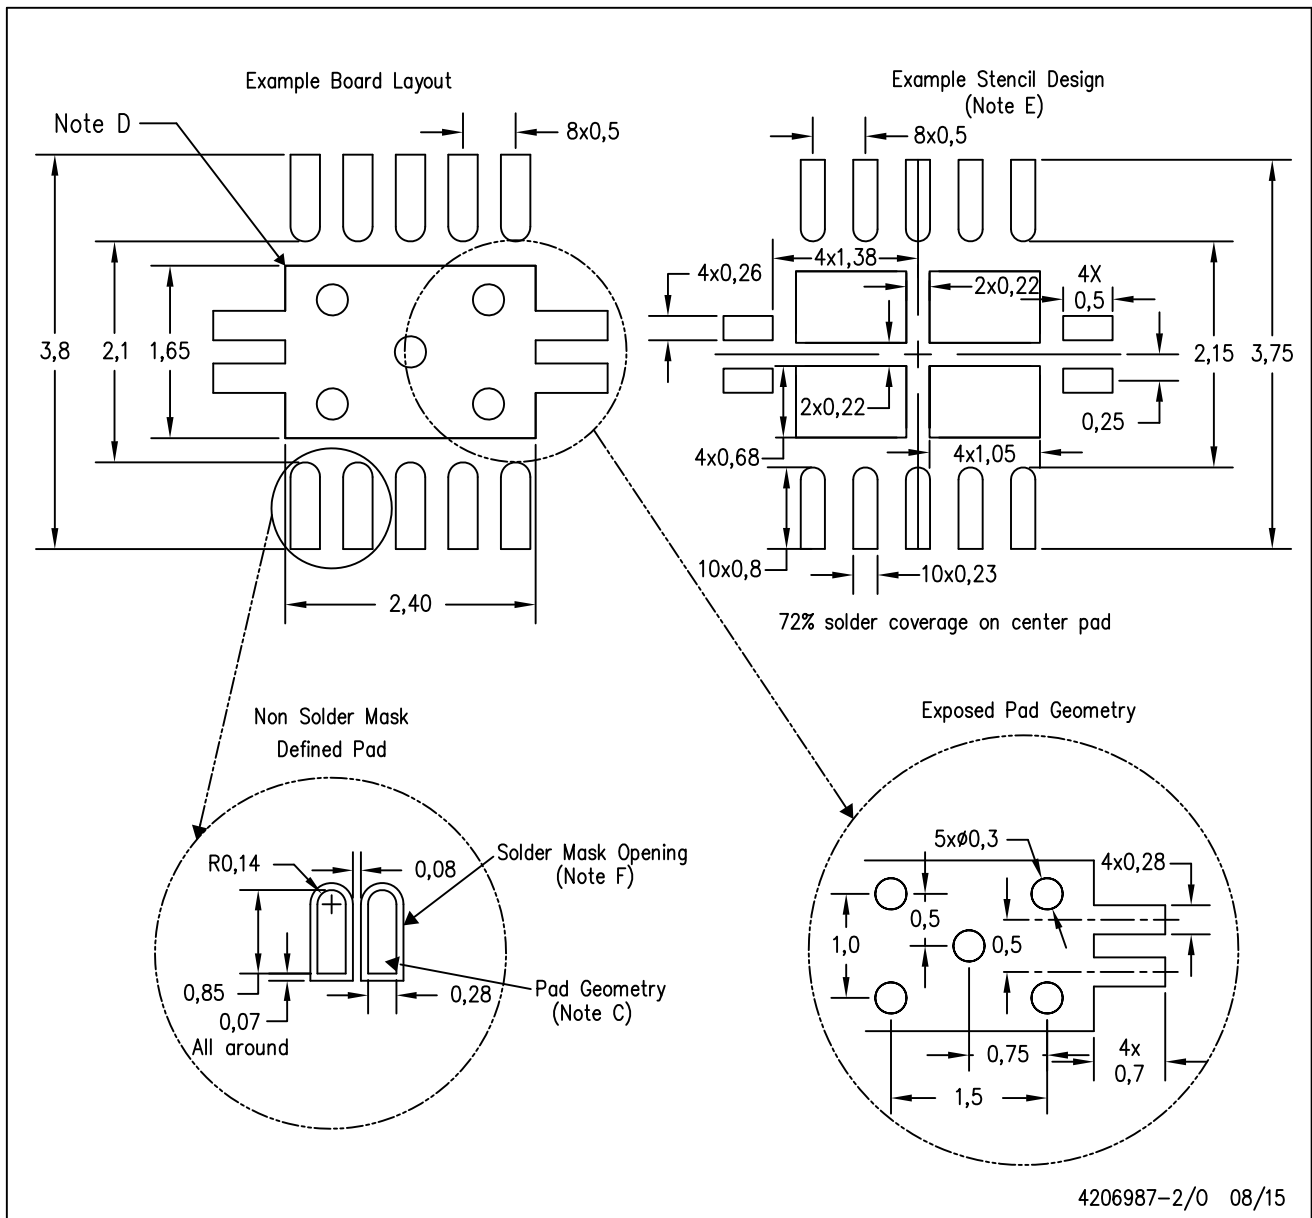 Example Board Layout
Example Stencil Design
(Note E)
Note D
8x0,5
8x0,5
4x1,38
4x0,26
2x0,22
4X
0,5
3,8
2,1
1,65
2,15
3,75
2x0,22
0,25
4x0,68
4x1,05
10x0,8
10x0,23
2,40
72% solder coverage on center pad
Non Solder Mask
Defined Pad
Exposed Pad Geometry
R0,14
0,08
Solder Mask Opening
(Note F)
0,85
0,07
All around
0,28
Pad Geometry
(Note C)
5xø0,3
4x0,28
0,5
1,0
0,5
0,75
4x
0,7
1,5
4206987-2/O 08/15